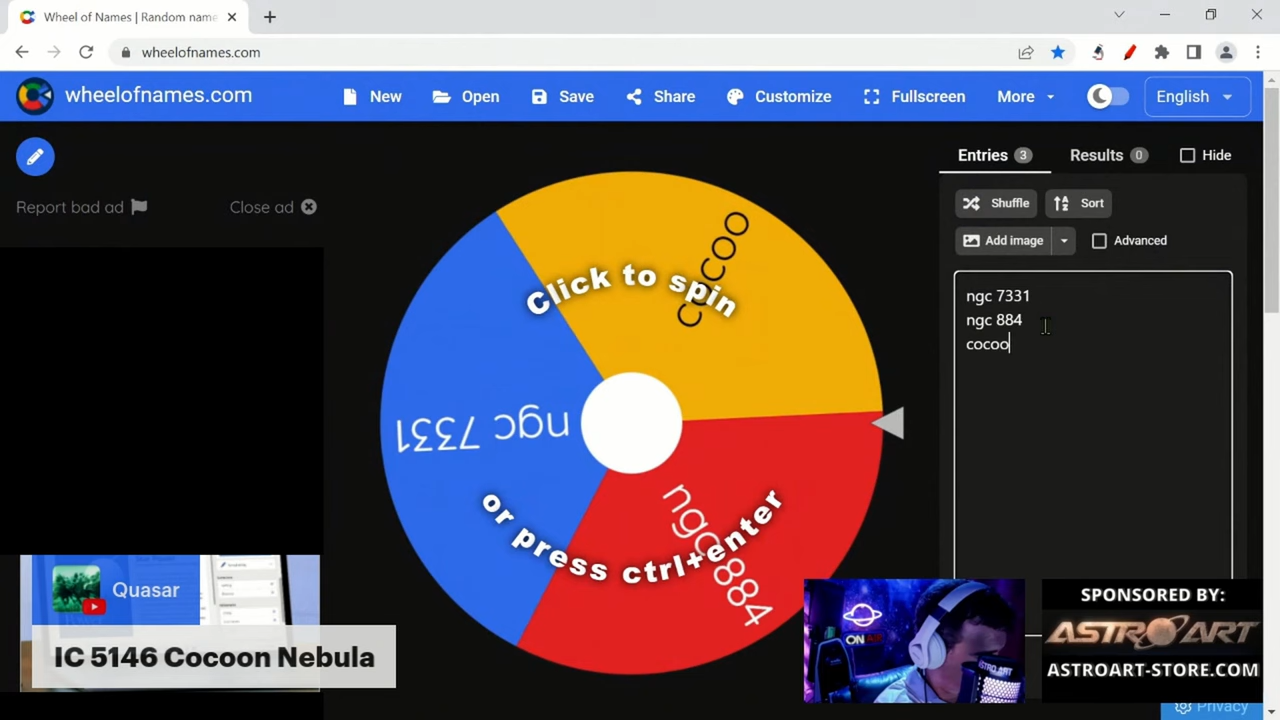 Wheel of Names | Random name
wheelofnames.com
wheelofnames.com
New
Open
Save
Share
Customize
Fullscreen
More
English
Report bad ad
Close ad
Entries 3
Results 0
Hide
Shuffle
Sort
Add image
Advanced
ngc 7331
ngc 884
cocoo
cocoo
Click to spin
ngc 7331
ngc 884
or press ctrl+enter
Quasar
IC 5146 Cocoon Nebula
ON AIR
SPONSORED BY:
ASTROART
ASTROART-STORE.COM
Privacy